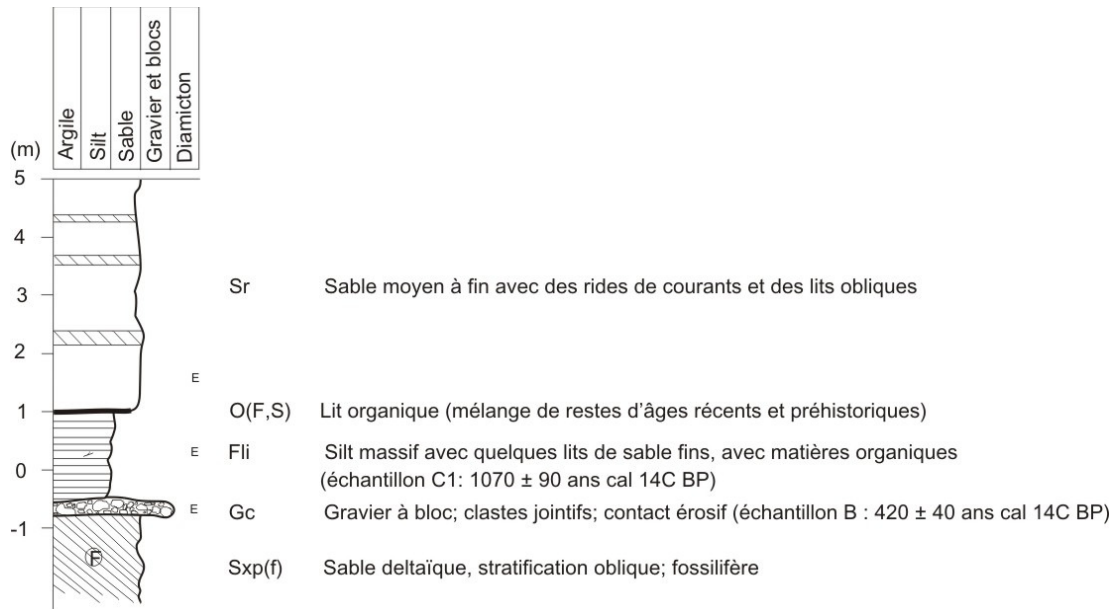 Argile
Silt
Sable
Gravier et blocs
Diamicton
(m)
5
4
3
Sr Sable moyen à fin avec des rides de courants et des lits obliques
2
E
1
O(F,S) Lit organique (mélange de restes d’âges récents et préhistoriques)
E Fli Silt massif avec quelques lits de sable fins, avec matières organiques
0
(échantillon C1: 1070 ± 90 ans cal 14C BP)
E Gc Gravier à bloc; clastes jointifs; contact érosif (échantillon B : 420 ± 40 ans cal 14C BP)
-1
F Sxp(f) Sable deltaïque, stratification oblique; fossilifère